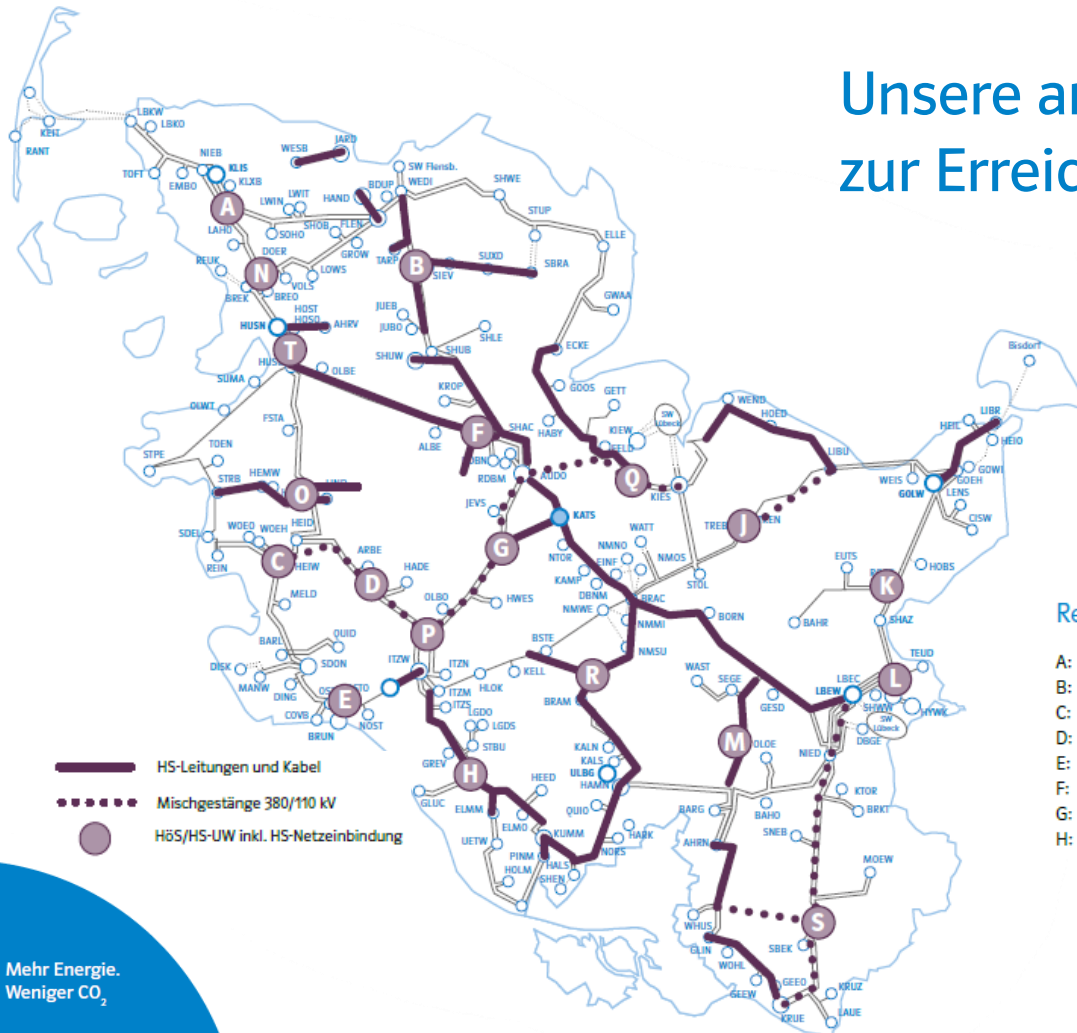 Unsere an
zur Erreic
LBKW
LBKO
KEIT
RANT
NIEB
KLIS
TOFT
EMBO
KLXB
WESB
JARD
SW Flensb.
WEDI
SHWE
BDUP
HAND
LWIT
LWIN
A
SHOB
FLEN
STUP
LAHO
SOHO
GROW
ELLE
DOER
TARP
B
SIEV
SUXO
SBRA
REUK
N
VOLS
LOWS
BREK
BREO
GWAA
HOST
HOSO
JUEB
JUBO
HUSN
AHRV
SHLE
T
SHUW
SHUB
ECKE
Bisdorf
OLBE
SUMA
KROP
GOOS
GETT
WEND
OLWT
FSTA
SW
Lübeck
HOED
LIBR
HEIL
ALBE
F
SHAC
HABY
KIEW
HEIO
TOEN
STPE
RDBM
AUDO
LIBU
GOWI
STRB
HEMW
Q
KIES
WEIS
GOEH
GOLW
O
JEVS
LENS
KATS
TREB
J
CISW
SDEL
WOEO
WOEH
HEID
WATT
G
NTOR
NMNO
NMOS
REIN
C
HEIW
ARBE
EINF
EUTS
HOBS
D
HADE
KAMP
STOL
K
MELD
OLBO
HWES
DBNM
BRAC
NMWE
BORN
NMMI
BAHR
SHAZ
P
BARL
QUID
BSTE
NMSU
TEUD
DISK
SDON
ITZW
ITZN
KELL
R
WAST
SEGE
LBEC
L
MANW
DING
HLOK
LBEW
E
ITZM
ITZS
BRAM
GESD
SHWW
HYWK
COVB
NOST
LGDO
SW
Lübeck
BRUN
LGDS
DBGE
STBU
KALN
M
OLOE
NIED
GREV
KALS
H
HEED
ULBG
HAMN
KTOR
GLUC
ELMM
QUIO
BARG
BAHO
BRKT
ELMO
KUMM
HARK
SNEB
UETW
NORS
AHRN
PINM
HALS
MOEW
HOLM
SHEN
WHUS
S
GLIN
SBEK
WOHL
GEEO
GEEW
KRUZ
KRUE
LAUE
HS-Leitungen und Kabel
Mischgestänge 380/110 kV
HöS/HS-UW inkl. HS-Netzeinbindung
Re
A:
B:
C:
D:
E:
F:
G:
H:
Mehr Energie.
Weniger CO₂